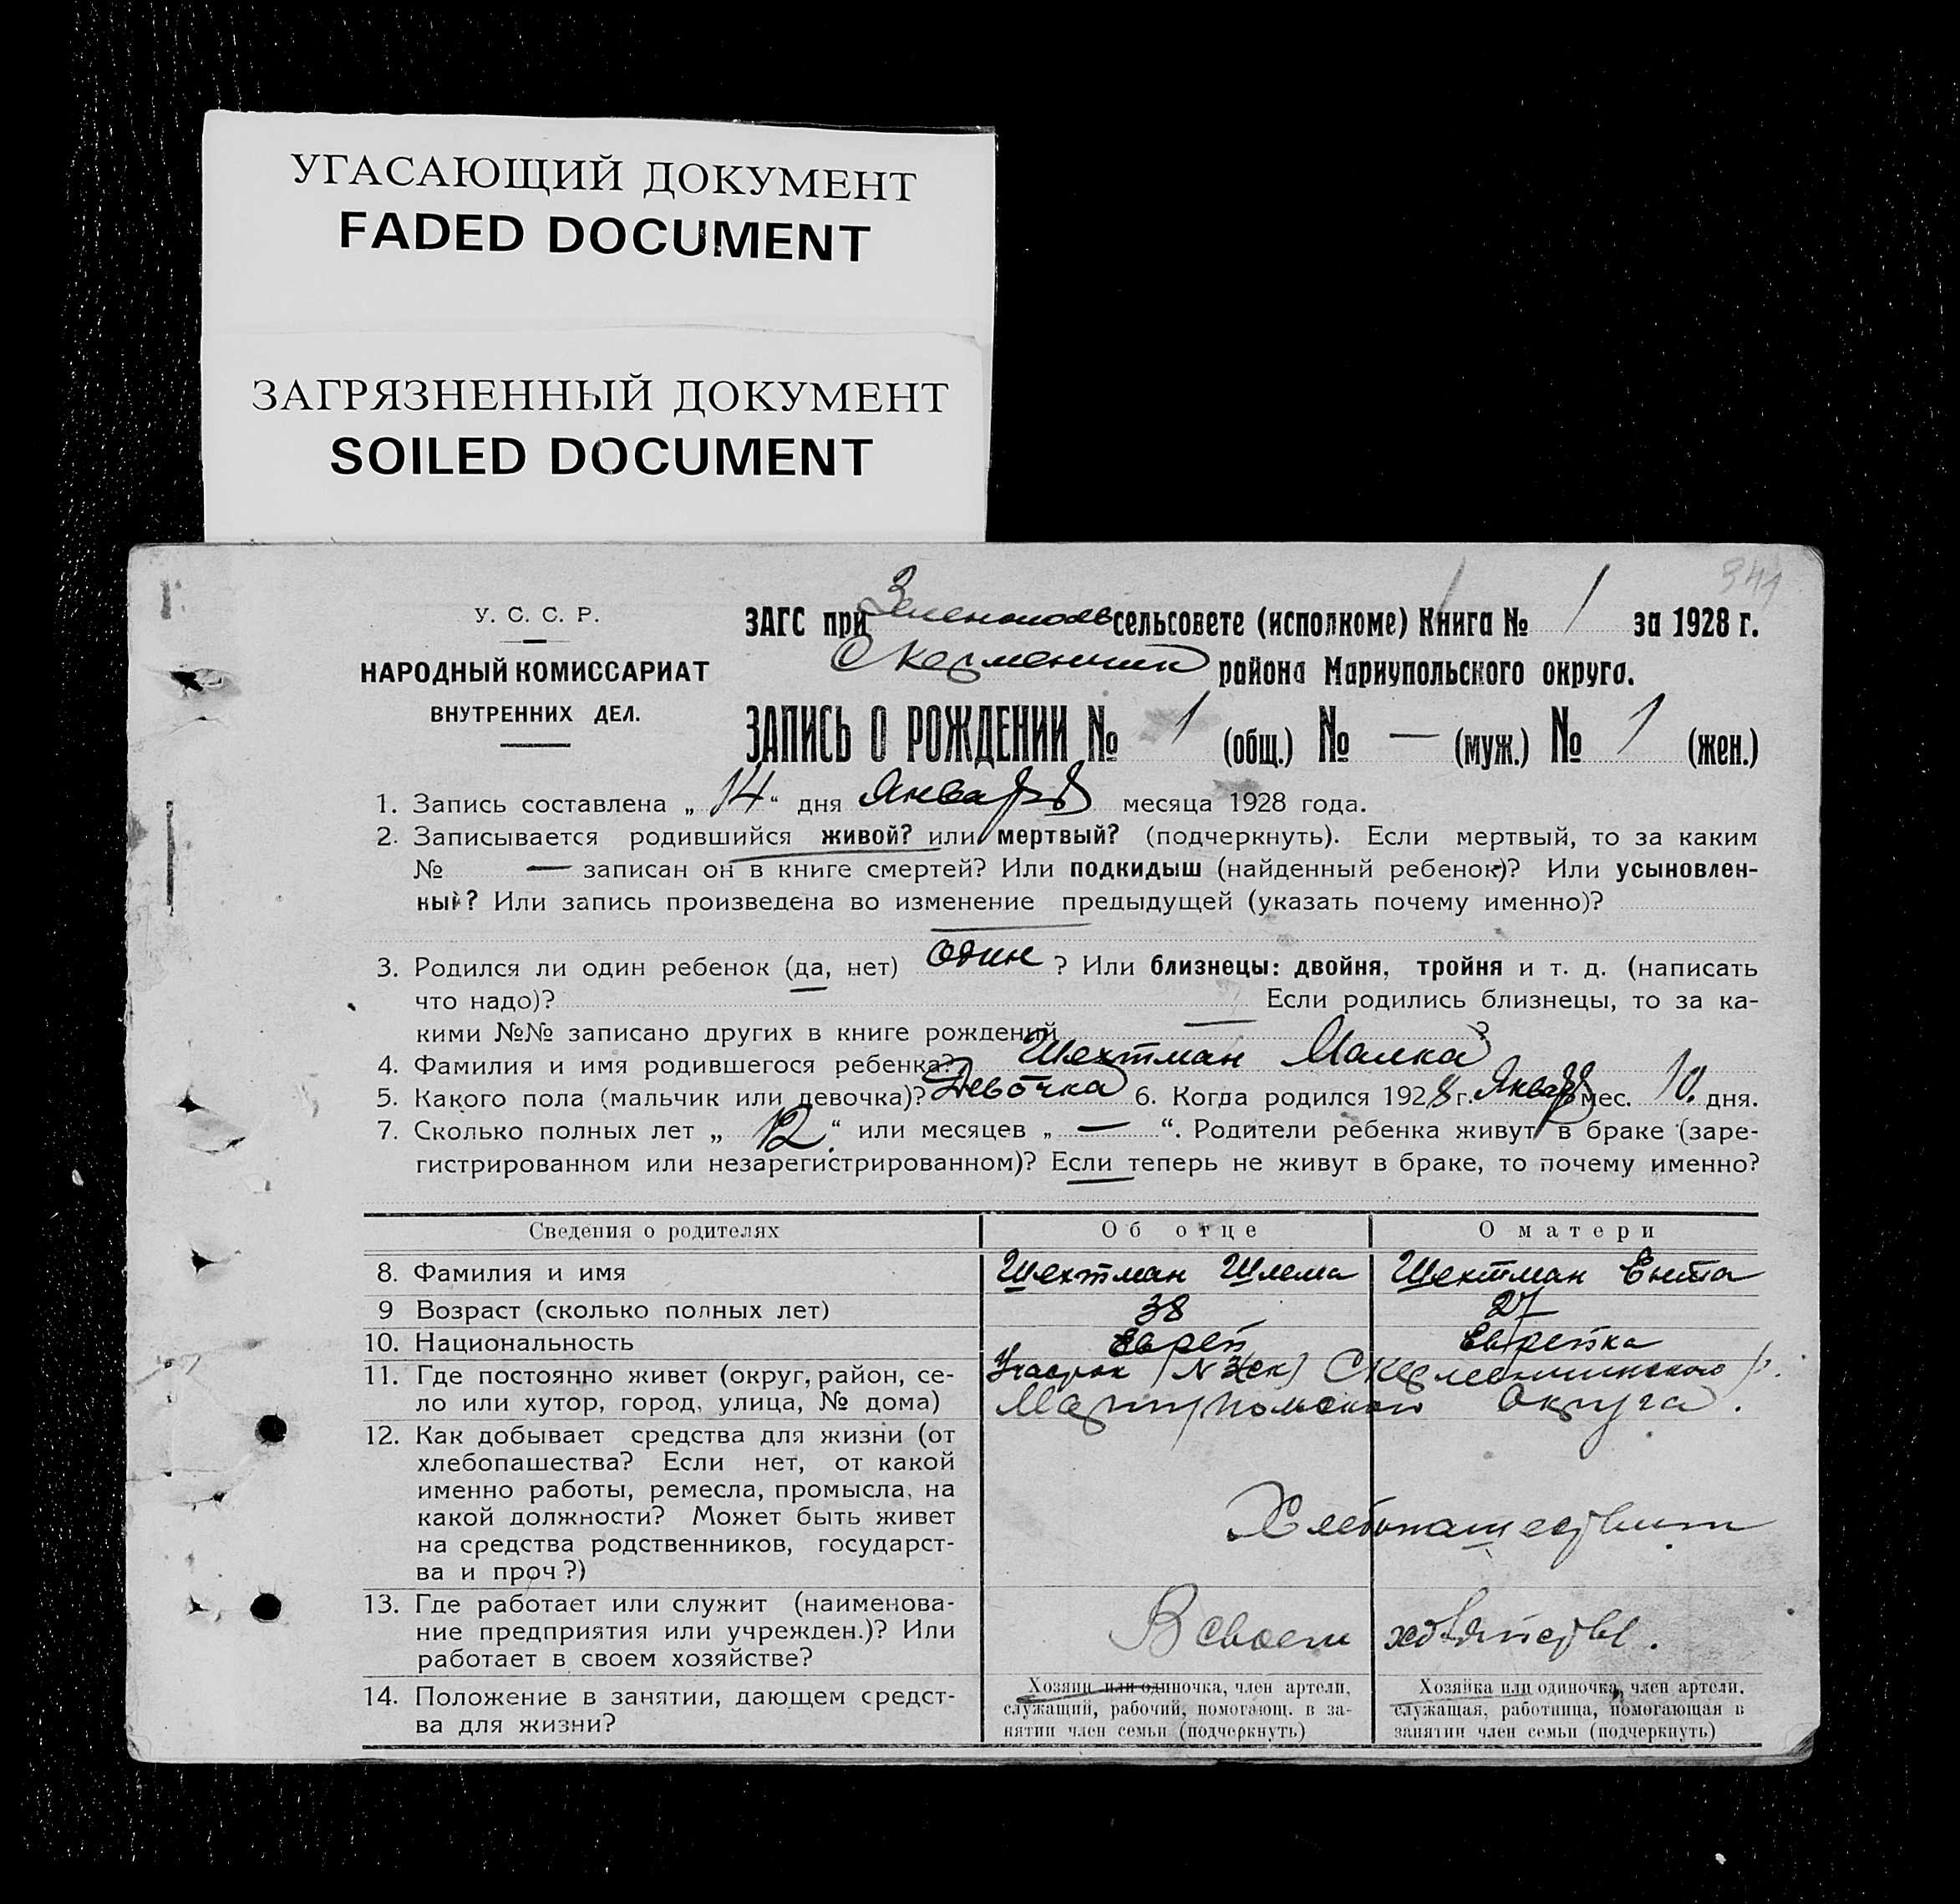 УГАСАЮЩИЙ ДОКУМЕНТ
FADED DOCUMENT
ЗАГРЯЗНЕННЫЙ ДОКУМЕНТ
SOILED DOCUMENT
341
У. С. С. Р.
НАРОДНЫЙ КОМИССАРИАТ
ВНУТРЕННИХ ДЕЛ.
ЗАГС при Зеленопольс сельсовете (исполкоме) Книга № 1 за 1928 г.
района Мариупольского округа.
ЗАПИСЬ О РОЖДЕНИИ № 1 (общ.) № — (муж.) № 1 (жен.)
1. Запись составлена „ 14 “ дня Января месяца 1928 года.
2. Записывается родившийся живой? или мертвый? (подчеркнуть). Если мертвый, то за каким
№ — записан он в книге смертей? Или подкидыш (найденный ребенок)? Или усыновлен-
ный? Или запись произведена во изменение предыдущей (указать почему именно)?
3. Родился ли один ребенок (да, нет) один ? Или близнецы: двойня, тройня и т. д. (написать
что надо)? Если родились близнецы, то за ка-
кими №№ записано других в книге рождений — ?
4. Фамилия и имя родившегося ребенка? Шехтман Малка
5. Какого пола (мальчик или девочка)? Девочка 6. Когда родился 1928 г. Января мес. 10. дня.
7. Сколько полных лет „ 12 “ или месяцев „ — “. Родители ребенка живут в браке (заре-
гистрированном или незарегистрированном)? Если теперь не живут в браке, то почему именно?
Сведения о родителях Об отце О матери
8. Фамилия и имя Шехтман Шлема Шехтман Ента
9 Возраст (сколько полных лет) 38 27
10. Национальность Еврей Еврейка
11. Где постоянно живет (округ, район, се- Участок N
ло или хутор, город, улица, № дома) Мариупольского Округа.
12. Как добывает средства для жизни (от
хлебопашества? Если нет, от какой
именно работы, ремесла, промысла, на
какой должности? Может быть живет
на средства родственников, государст-
ва и проч?)
13. Где работает или служит (наименова-
ние предприятия или учрежден.)? Или
работает в своем хозяйстве?
В своем хозяйстве.
14. Положение в занятии, дающем средст-
ва для жизни?
Хозяин или одиночка, член артели,
служащий, рабочий, помогающ. в за-
нятии член семьи (подчеркнуть)
Хозяйка или одиночка, член артели,
служащая, работница, помогающая в
занятии член семьи (подчеркнуть)